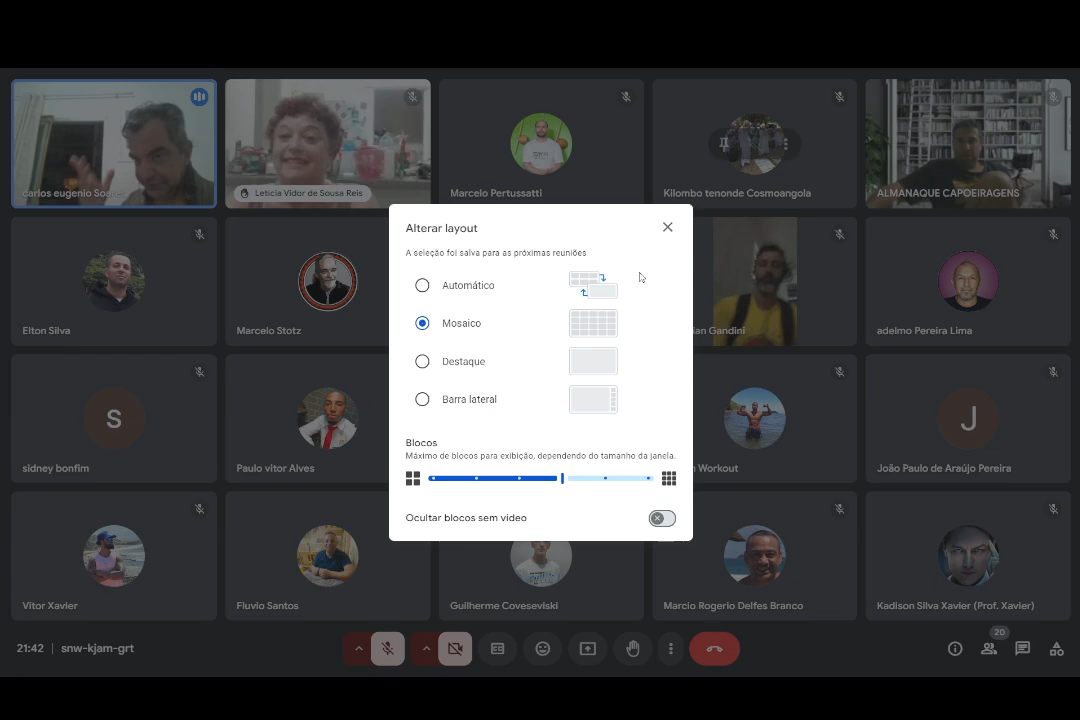 carlos eugenio Soares
Leticia Vidor de Sousa Reis
Marcelo Pertussatti
Kilombo tenonde Cosmoangola
ALMANAQUE CAPOEIRAGENS
Alterar layout
A seleção foi salva para as próximas reuniões
Automático
Mosaico
Destaque
Barra lateral
Blocos
Máximo de blocos para exibição, dependendo do tamanho da janela.
Ocultar blocos sem vídeo
Elton Silva
Marcelo Stotz
Gandini
adelmo Pereira Lima
S
J
sidney bonfim
Paulo vitor Alves
Workout
João Paulo de Araújo Pereira
Vitor Xavier
Fluvio Santos
Guilherme Coveseviski
Marcio Rogerio Delfes Branco
Kadison Silva Xavier (Prof. Xavier)
21:42 | snw-kjam-grt
CC
20